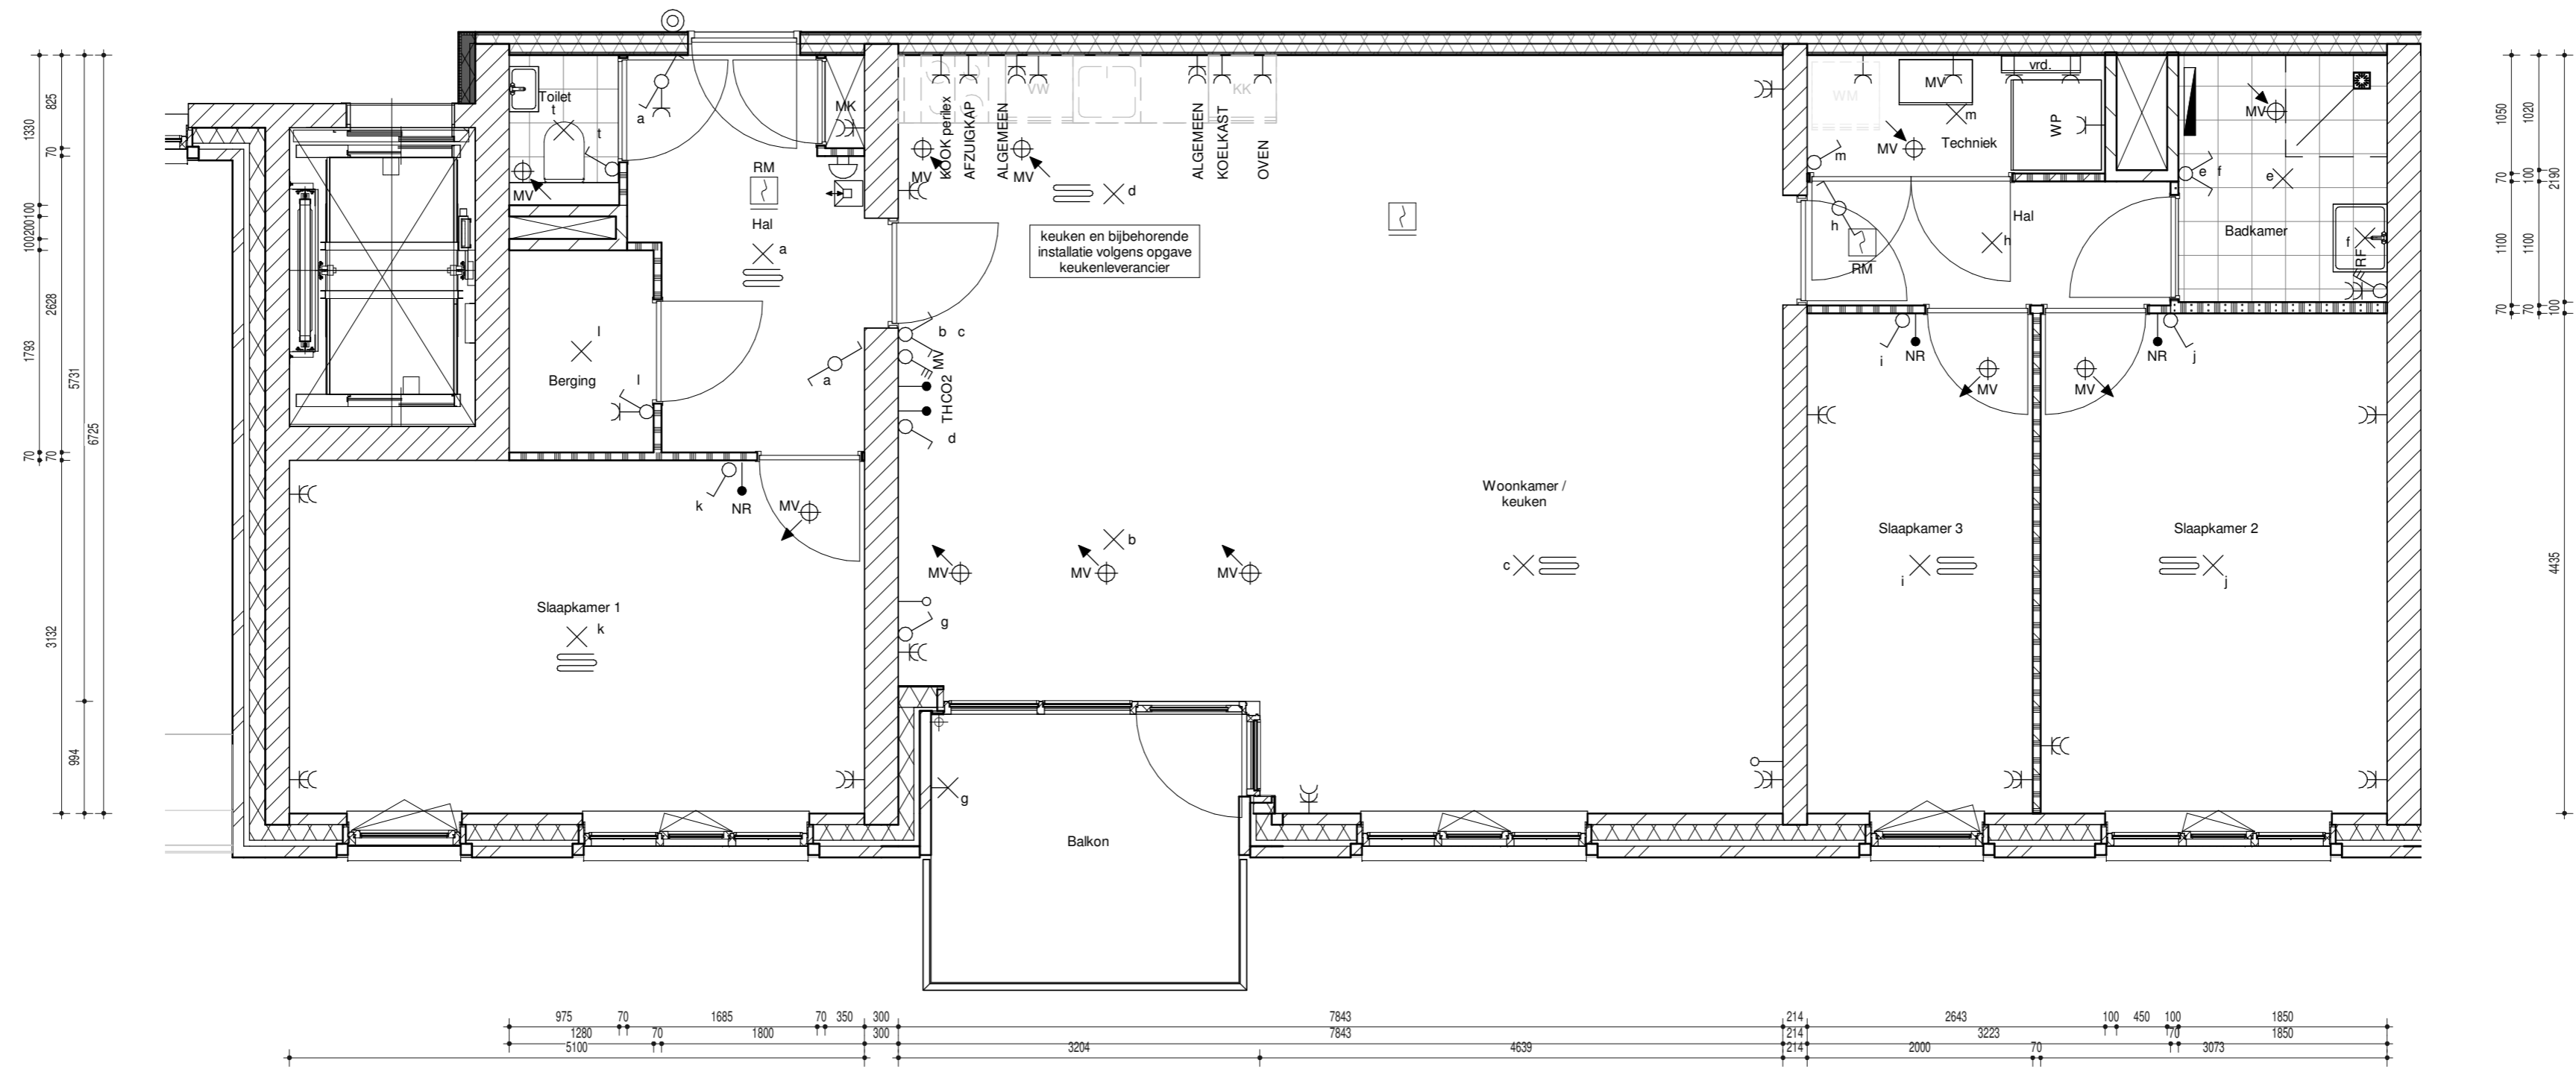 Toilet
t
t
MV
a
MK
RM
Hal
a
l
Berging
l
a
k
NR
MV
Slaapkamer 1
k
KOOK perilex
AFZUIGKAP
VW
ALGEMEEN
ALGEMEEN
KOELKAST
KK
OVEN
MV
MV
d
keuken en bijbehorende
installatie volgens opgave
keukenleverancier
b c
MV
THCO2
d
Woonkamer /
keuken
b
c
MV
MV
MV
g
g
Balkon
WM
MV
vrd.
m
WP
Techniek
MV
m
h
RM
Hal
h
MV
e f
e
Badkamer
f
RF
i
NR
MV
MV
NR
j
Slaapkamer 3
i
Slaapkamer 2
j
825
1330
70
100
200
100
2628
1793
5731
6725
70
70
3132
994
1050
1020
70
100
2190
1100
1100
70
70
100
4435
975 70 1685 70 350 300 7843 214 2643 100 450 100 1850
1280 70 1800 300 7843 214 3223 70 1850
5100 3204 4639 214 2000 70 3073